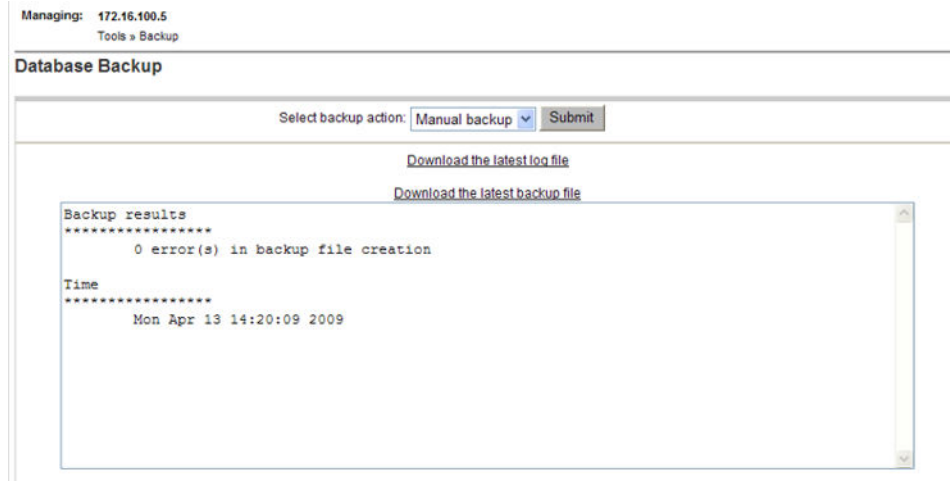 Managing: 172.16.100.5
Tools » Backup
Database Backup
Select backup action: Manual backup Submit
Download the latest log file
Download the latest backup file
Backup results
*****************
0 error(s) in backup file creation
Time
*****************
Mon Apr 13 14:20:09 2009